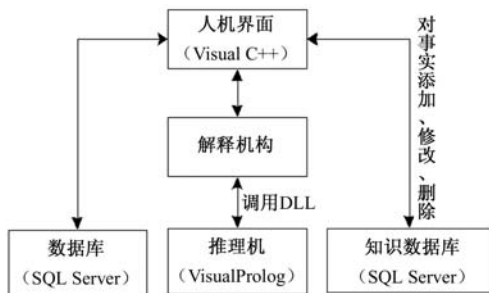 人机界面
(Visual C++)
对事实添加、修改、删除
解释机构
调用DLL
数据库
(SQL Server)
推理机
(VisualProlog)
知识数据库
(SQL Server)